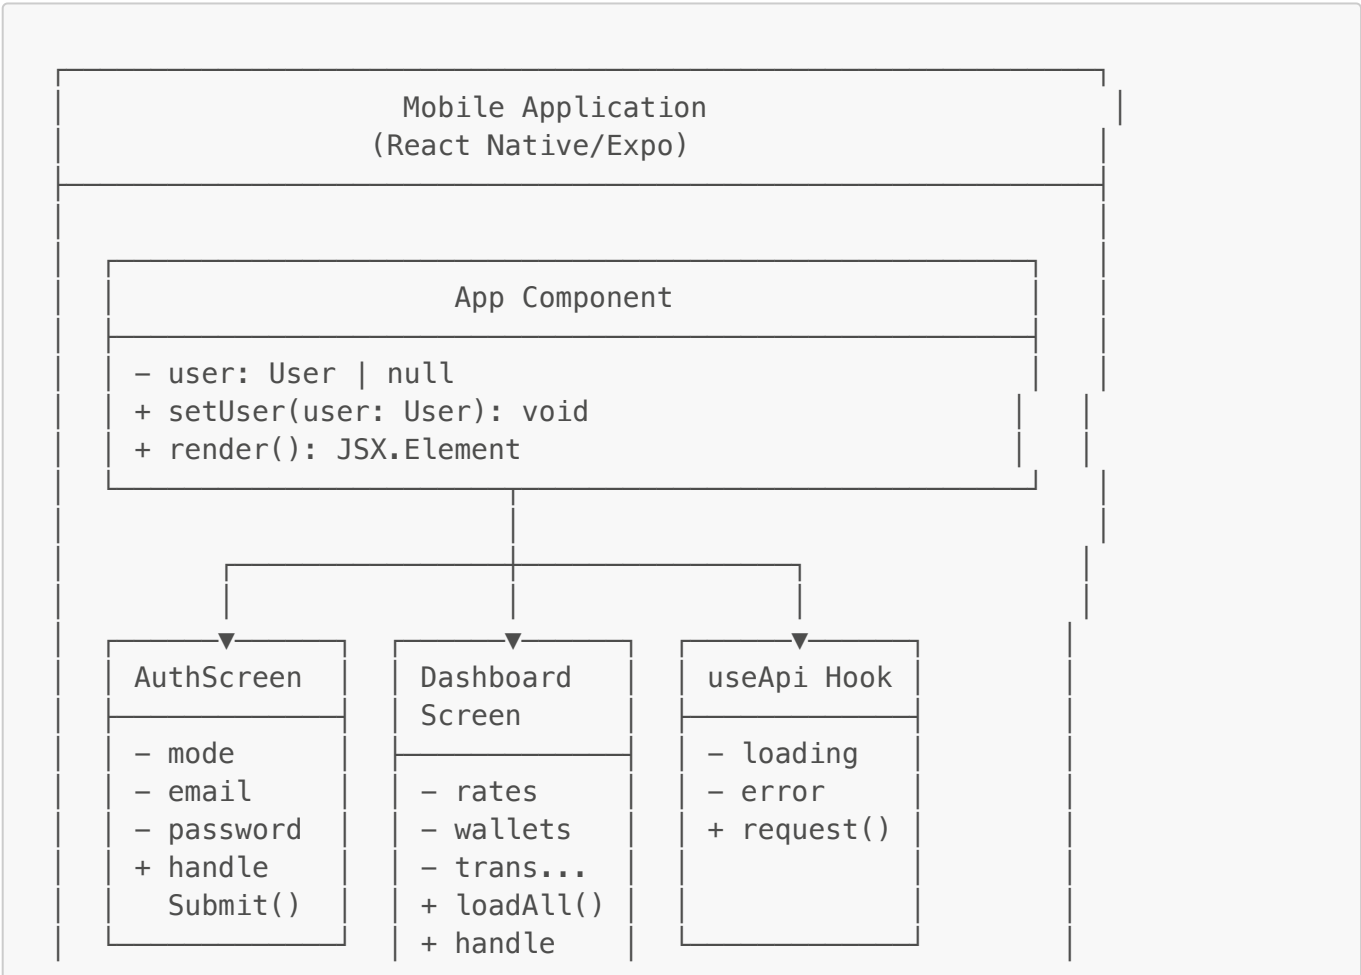 Mobile Application
(React Native/Expo)
App Component
− user: User | null
+ setUser(user: User): void
+ render(): JSX.Element
AuthScreen
− mode
− email
− password
+ handle
Submit()
Dashboard
Screen
− rates
− wallets
− trans...
+ loadAll()
+ handle
useApi Hook
− loading
− error
+ request()